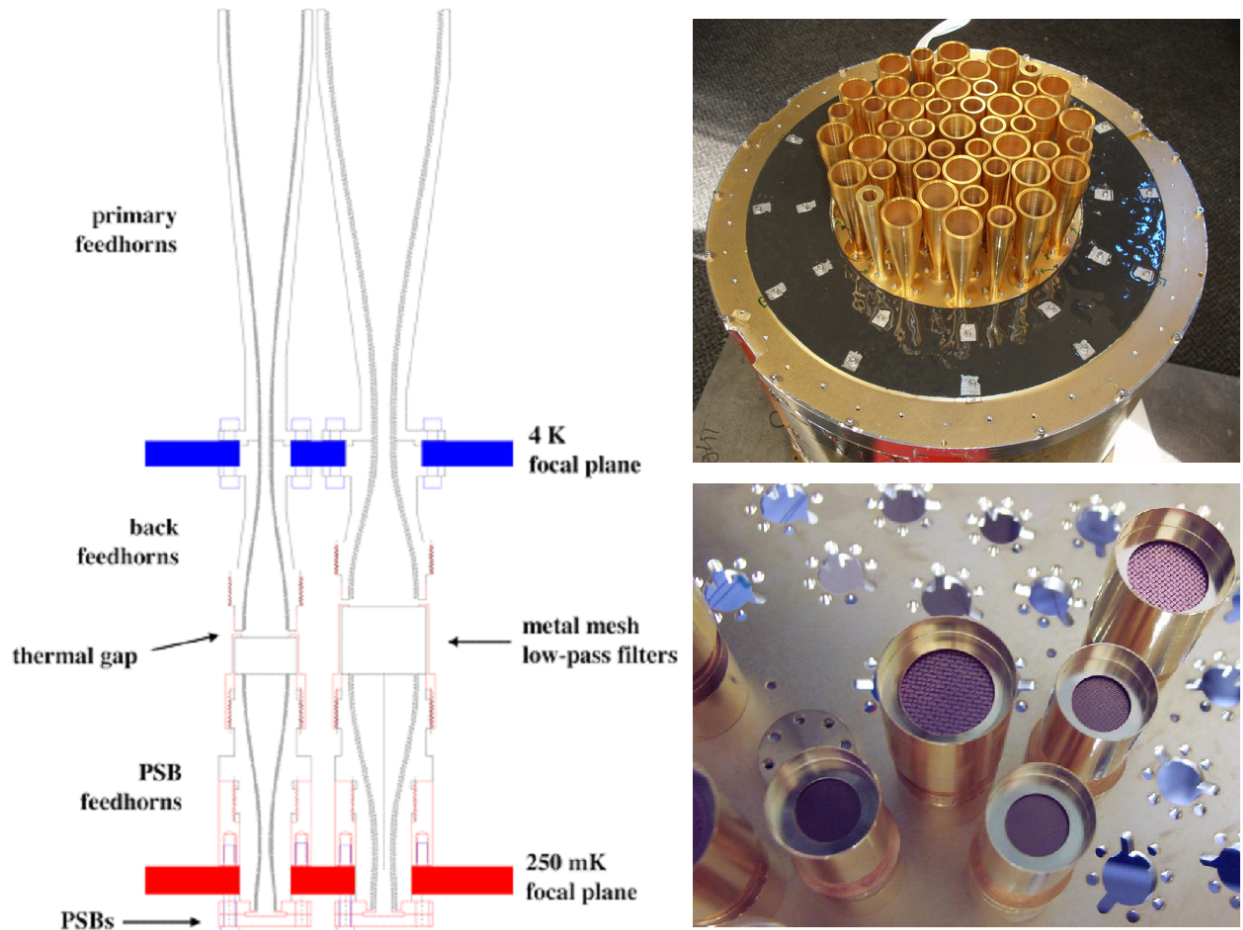 primary
feedhorns
4 K
focal plane
back
feedhorns
thermal gap
metal mesh
low-pass filters
PSB
feedhorns
250 mK
focal plane
PSBs